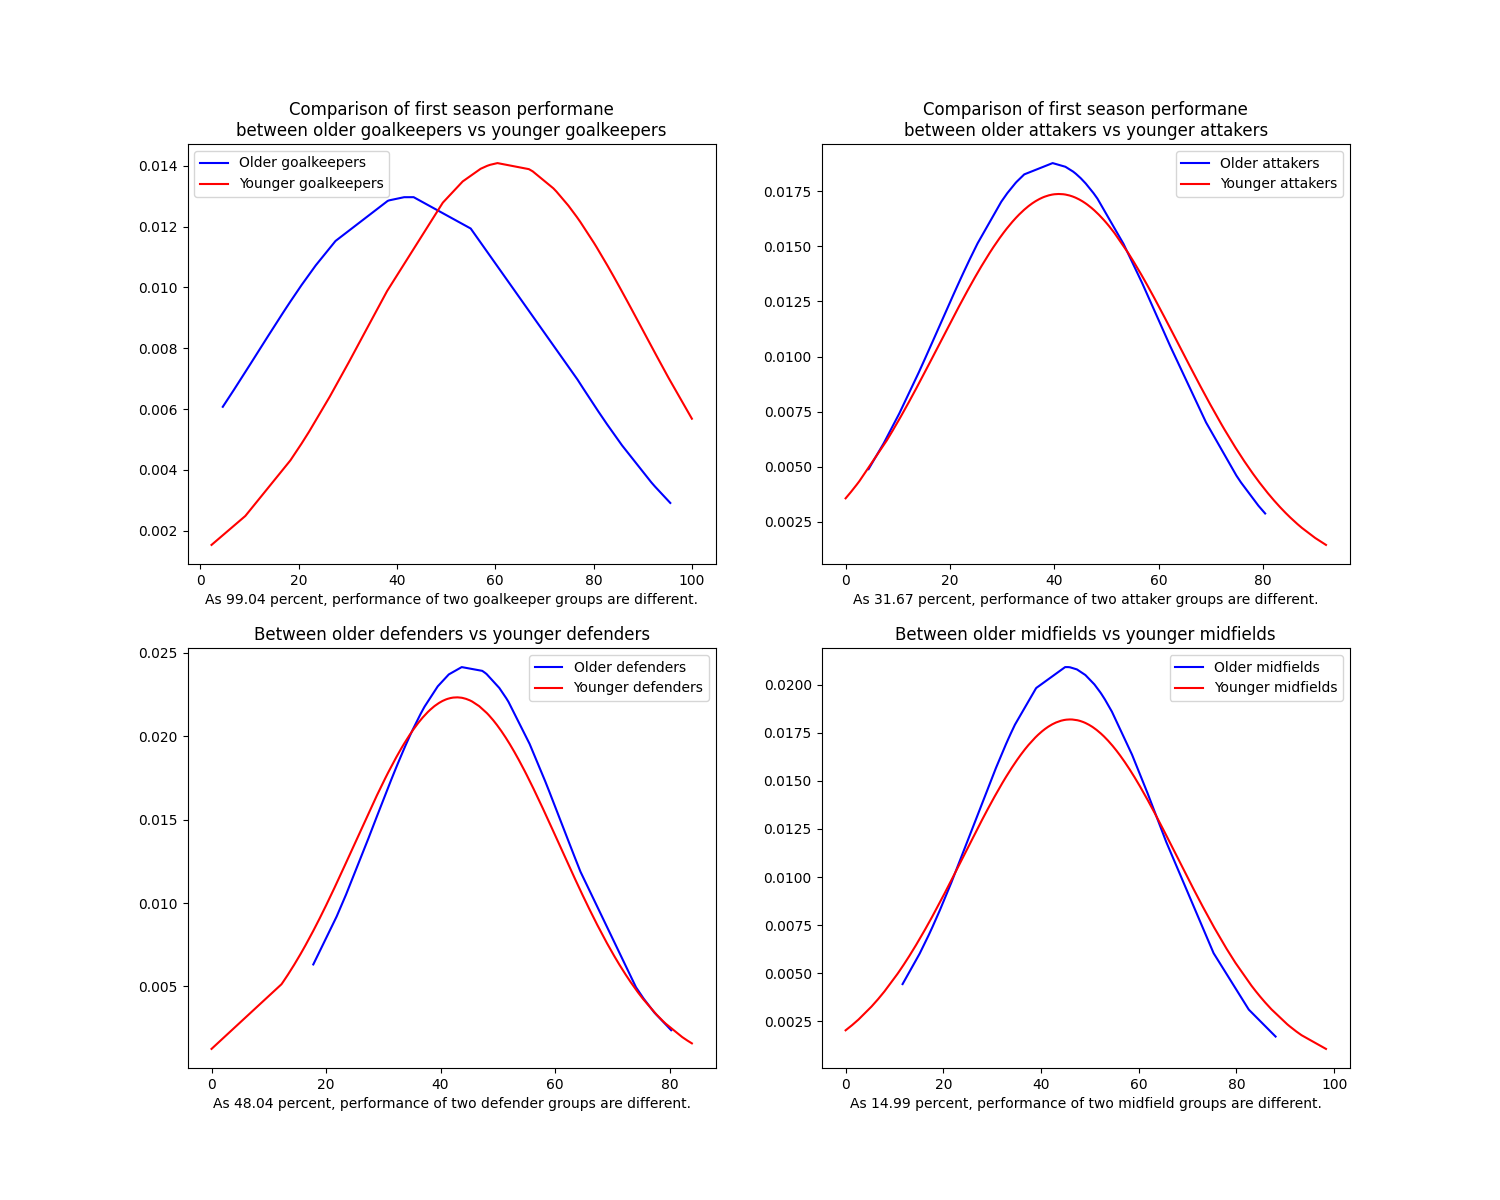 Comparison of first season performane
between older goalkeepers vs younger goalkeepers
Older goalkeepers
Younger goalkeepers
0.014
0.012
0.010
0.008
0.006
0.004
0.002
0 20 40 60 80 100
As 99.04 percent, performance of two goalkeeper groups are different.
Comparison of first season performane
between older attakers vs younger attakers
Older attakers
Younger attakers
0.0175
0.0150
0.0125
0.0100
0.0075
0.0050
0.0025
0 20 40 60 80
As 31.67 percent, performance of two attaker groups are different.
Between older defenders vs younger defenders
Older defenders
Younger defenders
0.025
0.020
0.015
0.010
0.005
0 20 40 60 80
As 48.04 percent, performance of two defender groups are different.
Between older midfields vs younger midfields
Older midfields
Younger midfields
0.0200
0.0175
0.0150
0.0125
0.0100
0.0075
0.0050
0.0025
0 20 40 60 80 100
As 14.99 percent, performance of two midfield groups are different.